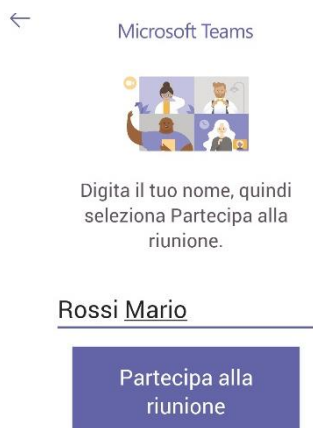 Microsoft Teams
Digita il tuo nome, quindi
seleziona Partecipa alla
riunione.
Rossi Mario
Partecipa alla
riunione